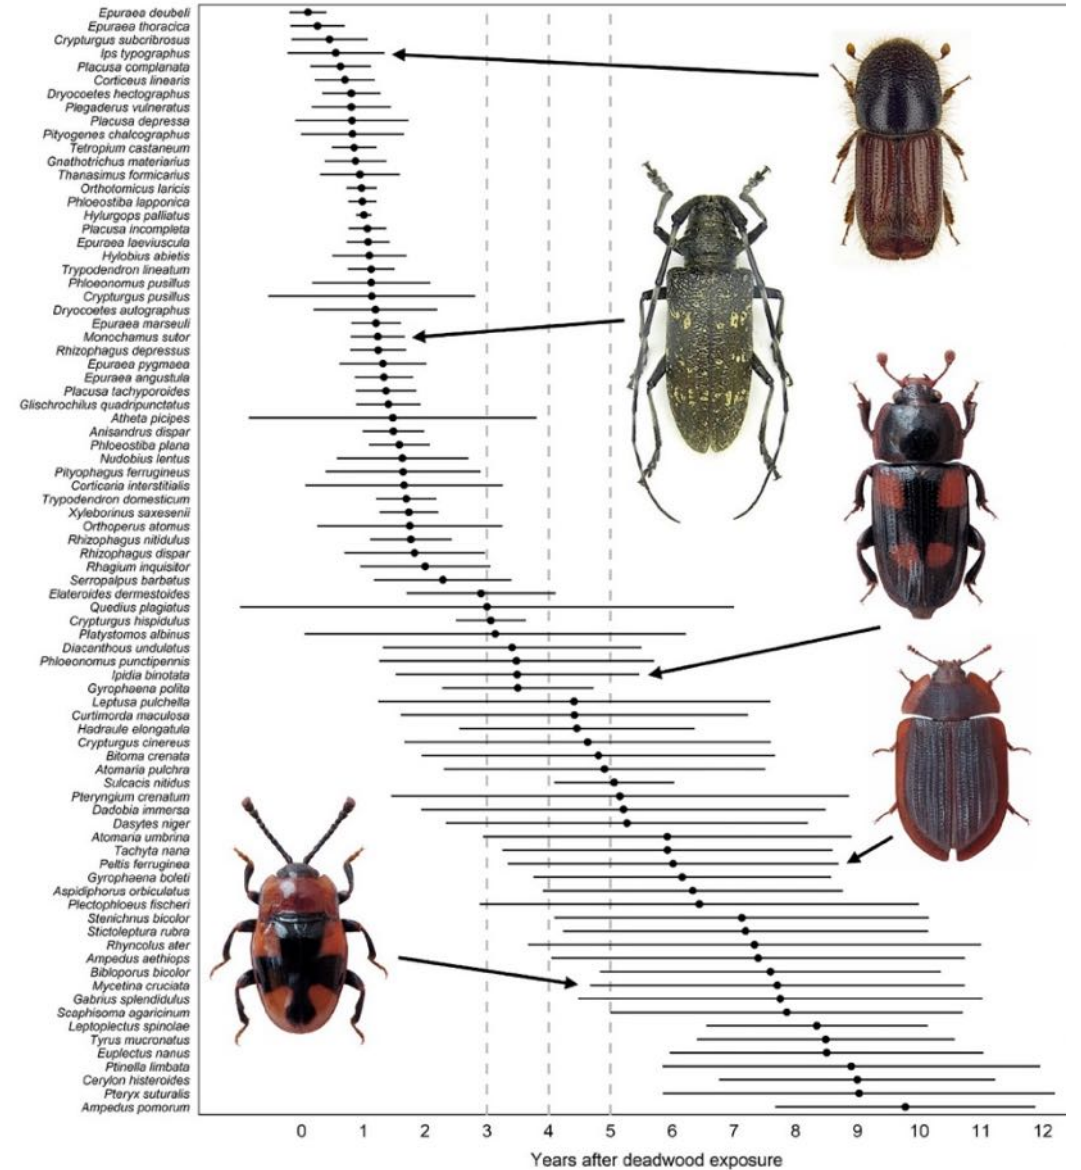 Epuraea deubeli
Epuraea thoracica
Crypturgus subcribrosus
Ips typographus
Placusa complanata
Corticeus linearis
Dryocoetes hectographus
Plegaderus vulneratus
Placusa depressa
Pityogenes chalcographus
Tetropium castaneum
Gnathotrichus materiarius
Thanasimus formicarius
Orthotomicus laricis
Phloeostiba lapponica
Hylurgops palliatus
Placusa incompleta
Epuraea laeviuscula
Hylobius abietis
Trypodendron lineatum
Phloeonomus pusillus
Crypturgus pusillus
Dryocoetes autographus
Epuraea marseuli
Monochamus sutor
Rhizophagus depressus
Epuraea pygmaea
Epuraea angustula
Placusa tachyporoides
Glischrochilus quadripunctatus
Atheta picipes
Anisandrus dispar
Phloeostiba plana
Nudobius lentus
Pityophagus ferrugineus
Corticaria interstitialis
Trypodendron domesticum
Xyleborinus saxesenii
Orthoperus atomus
Rhizophagus nitidulus
Rhizophagus dispar
Rhagium inquisitor
Serropalpus barbatus
Elateroides dermestoides
Quedius plagiatus
Crypturgus hispidulus
Platystomos albinus
Diacanthous undulatus
Phloeonomus punctipennis
Ipidia binotata
Gyrophaena polita
Leptusa pulchella
Curtimorda maculosa
Hadraule elongatula
Crypturgus cinereus
Bitoma crenata
Atomaria pulchra
Sulcacis nitidus
Pteryngium crenatum
Dadobia immersa
Dasytes niger
Atomaria umbrina
Tachyta nana
Peltis ferruginea
Gyrophaena boleti
Aspidiphorus orbiculatus
Plectophloeus fischeri
Stenichnus bicolor
Stictoleptura rubra
Rhyncolus ater
Ampedus aethiops
Bibloporus bicolor
Mycetina cruciata
Gabrius splendidulus
Scaphisoma agaricinum
Leptoplectus spinolae
Tyrus mucronatus
Euplectus nanus
Ptinella limbata
Cerylon histeroides
Pteryx suturalis
Ampedus pomorum
0 1 2 3 4 5 6 7 8 9 10 11 12
Years after deadwood exposure